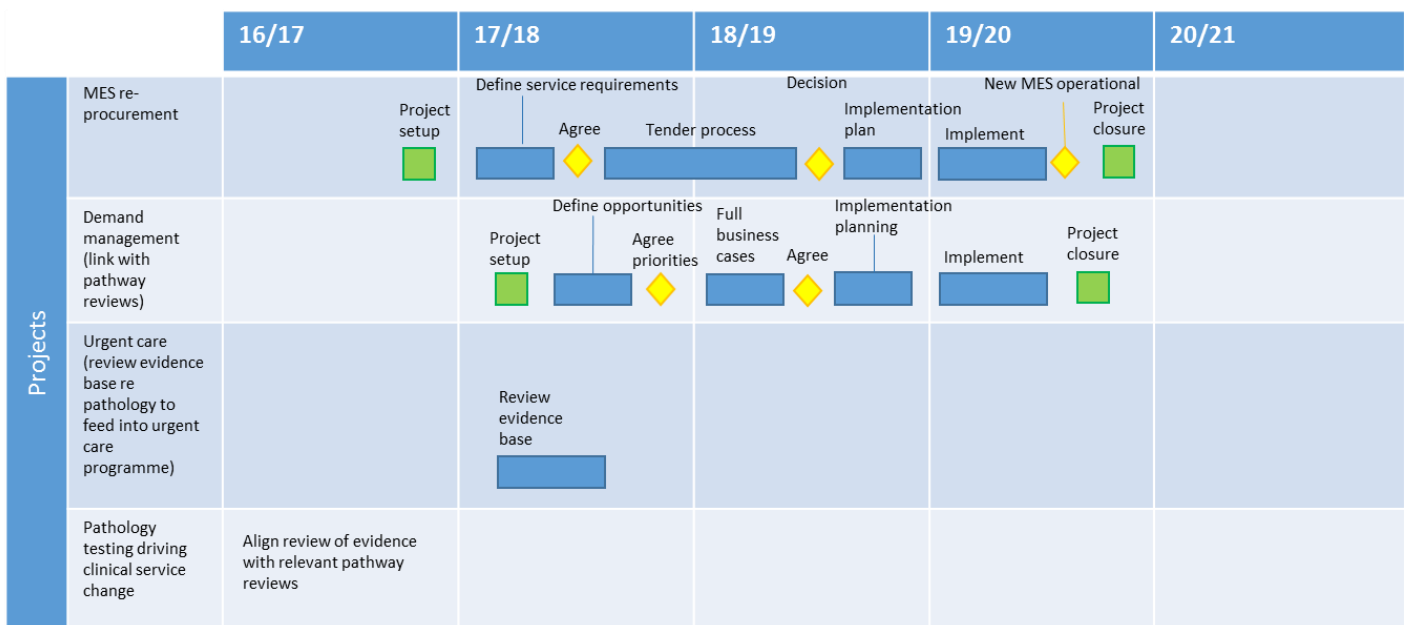 16/17
17/18
18/19
19/20
20/21
Projects
MES re-
procurement
Project
setup
Define service requirements
Agree
Tender process
Decision
Implementation
plan
Implement
New MES operational
Project
closure
Demand
management
(link with
pathway
reviews)
Project
setup
Define opportunities
Agree
priorities
Full
business
cases
Agree
Implementation
planning
Implement
Project
closure
Urgent care
(review evidence
base re
pathology to
feed into urgent
care
programme)
Review
evidence
base
Pathology
testing driving
clinical service
change
Align review of evidence
with relevant pathway
reviews